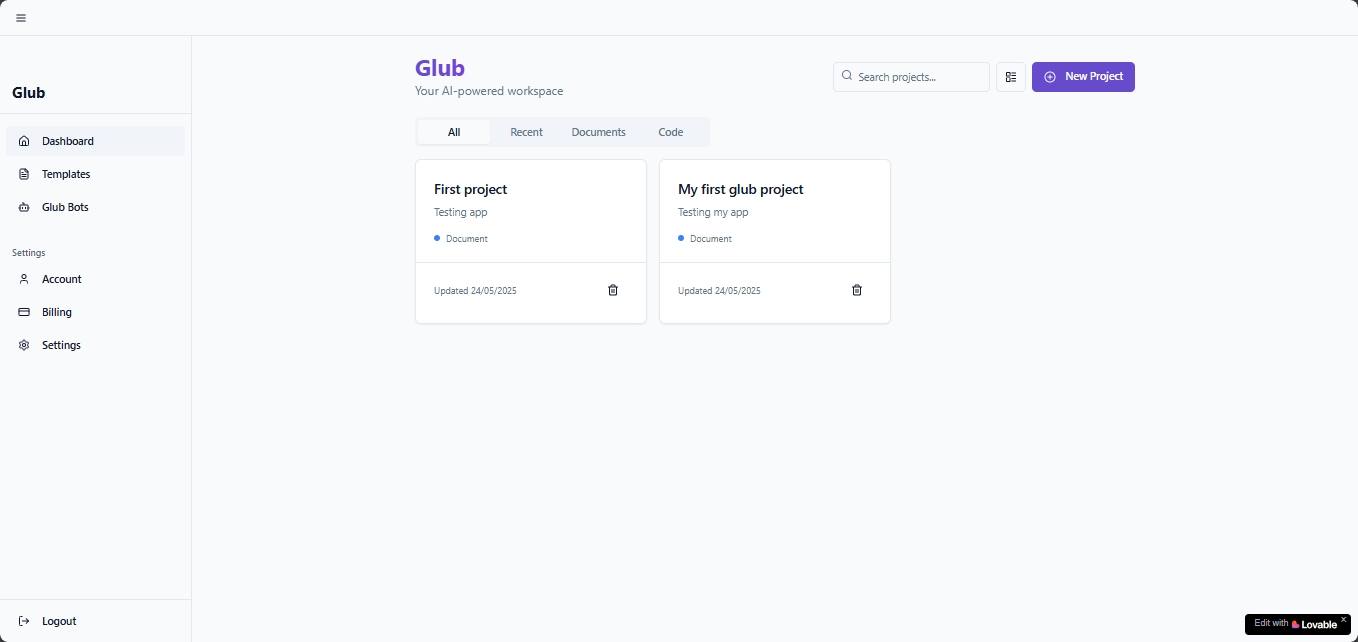 Glub
Dashboard
Templates
Glub Bots
Settings
Account
Billing
Settings
Logout
Glub
Your AI-powered workspace
Search projects...
New Project
All Recent Documents Code
First project
Testing app
Document
Updated 24/05/2025
My first glub project
Testing my app
Document
Updated 24/05/2025
Edit with Lovable